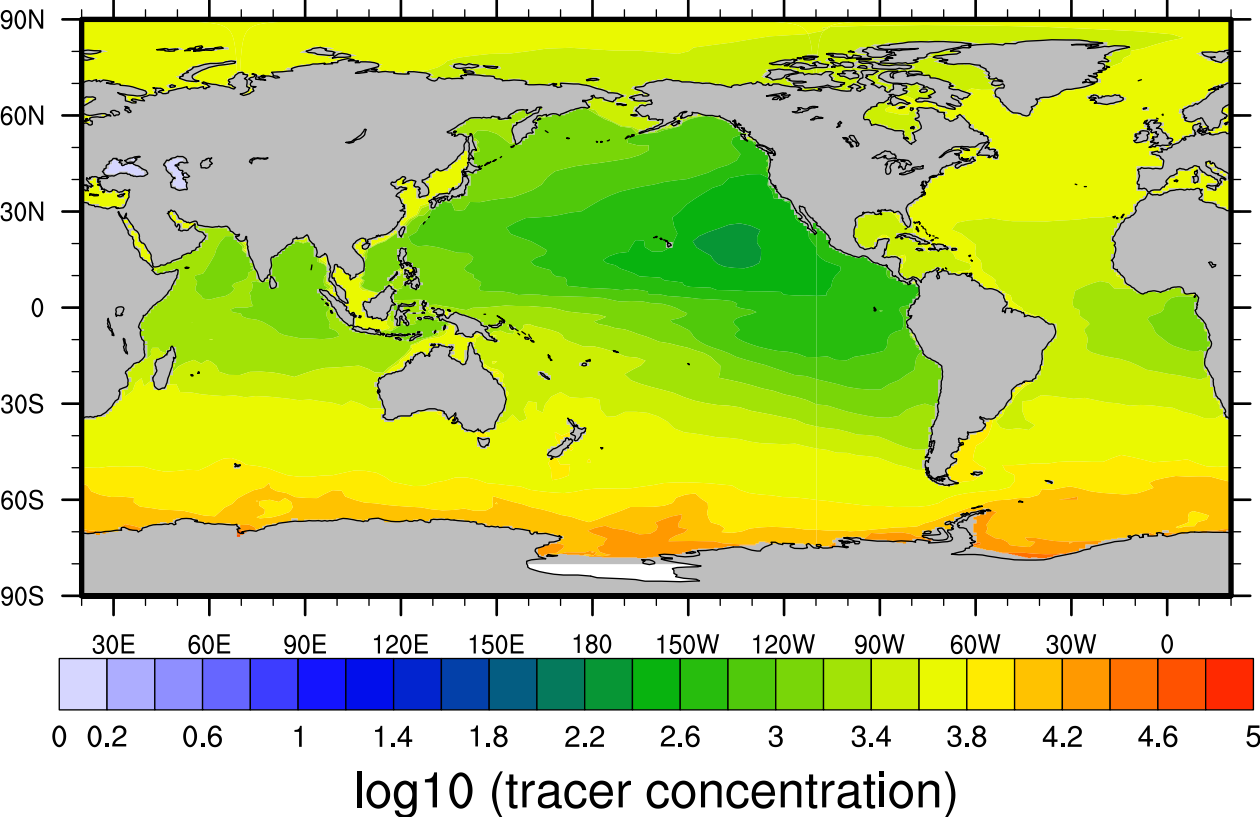 90N
60N
30N
0
30S
60S
90S
30E 60E 90E 120E 150E 180 150W 120W 90W 60W 30W 0
0 0.2 0.6 1 1.4 1.8 2.2 2.6 3 3.4 3.8 4.2 4.6 5
log10 (tracer concentration)